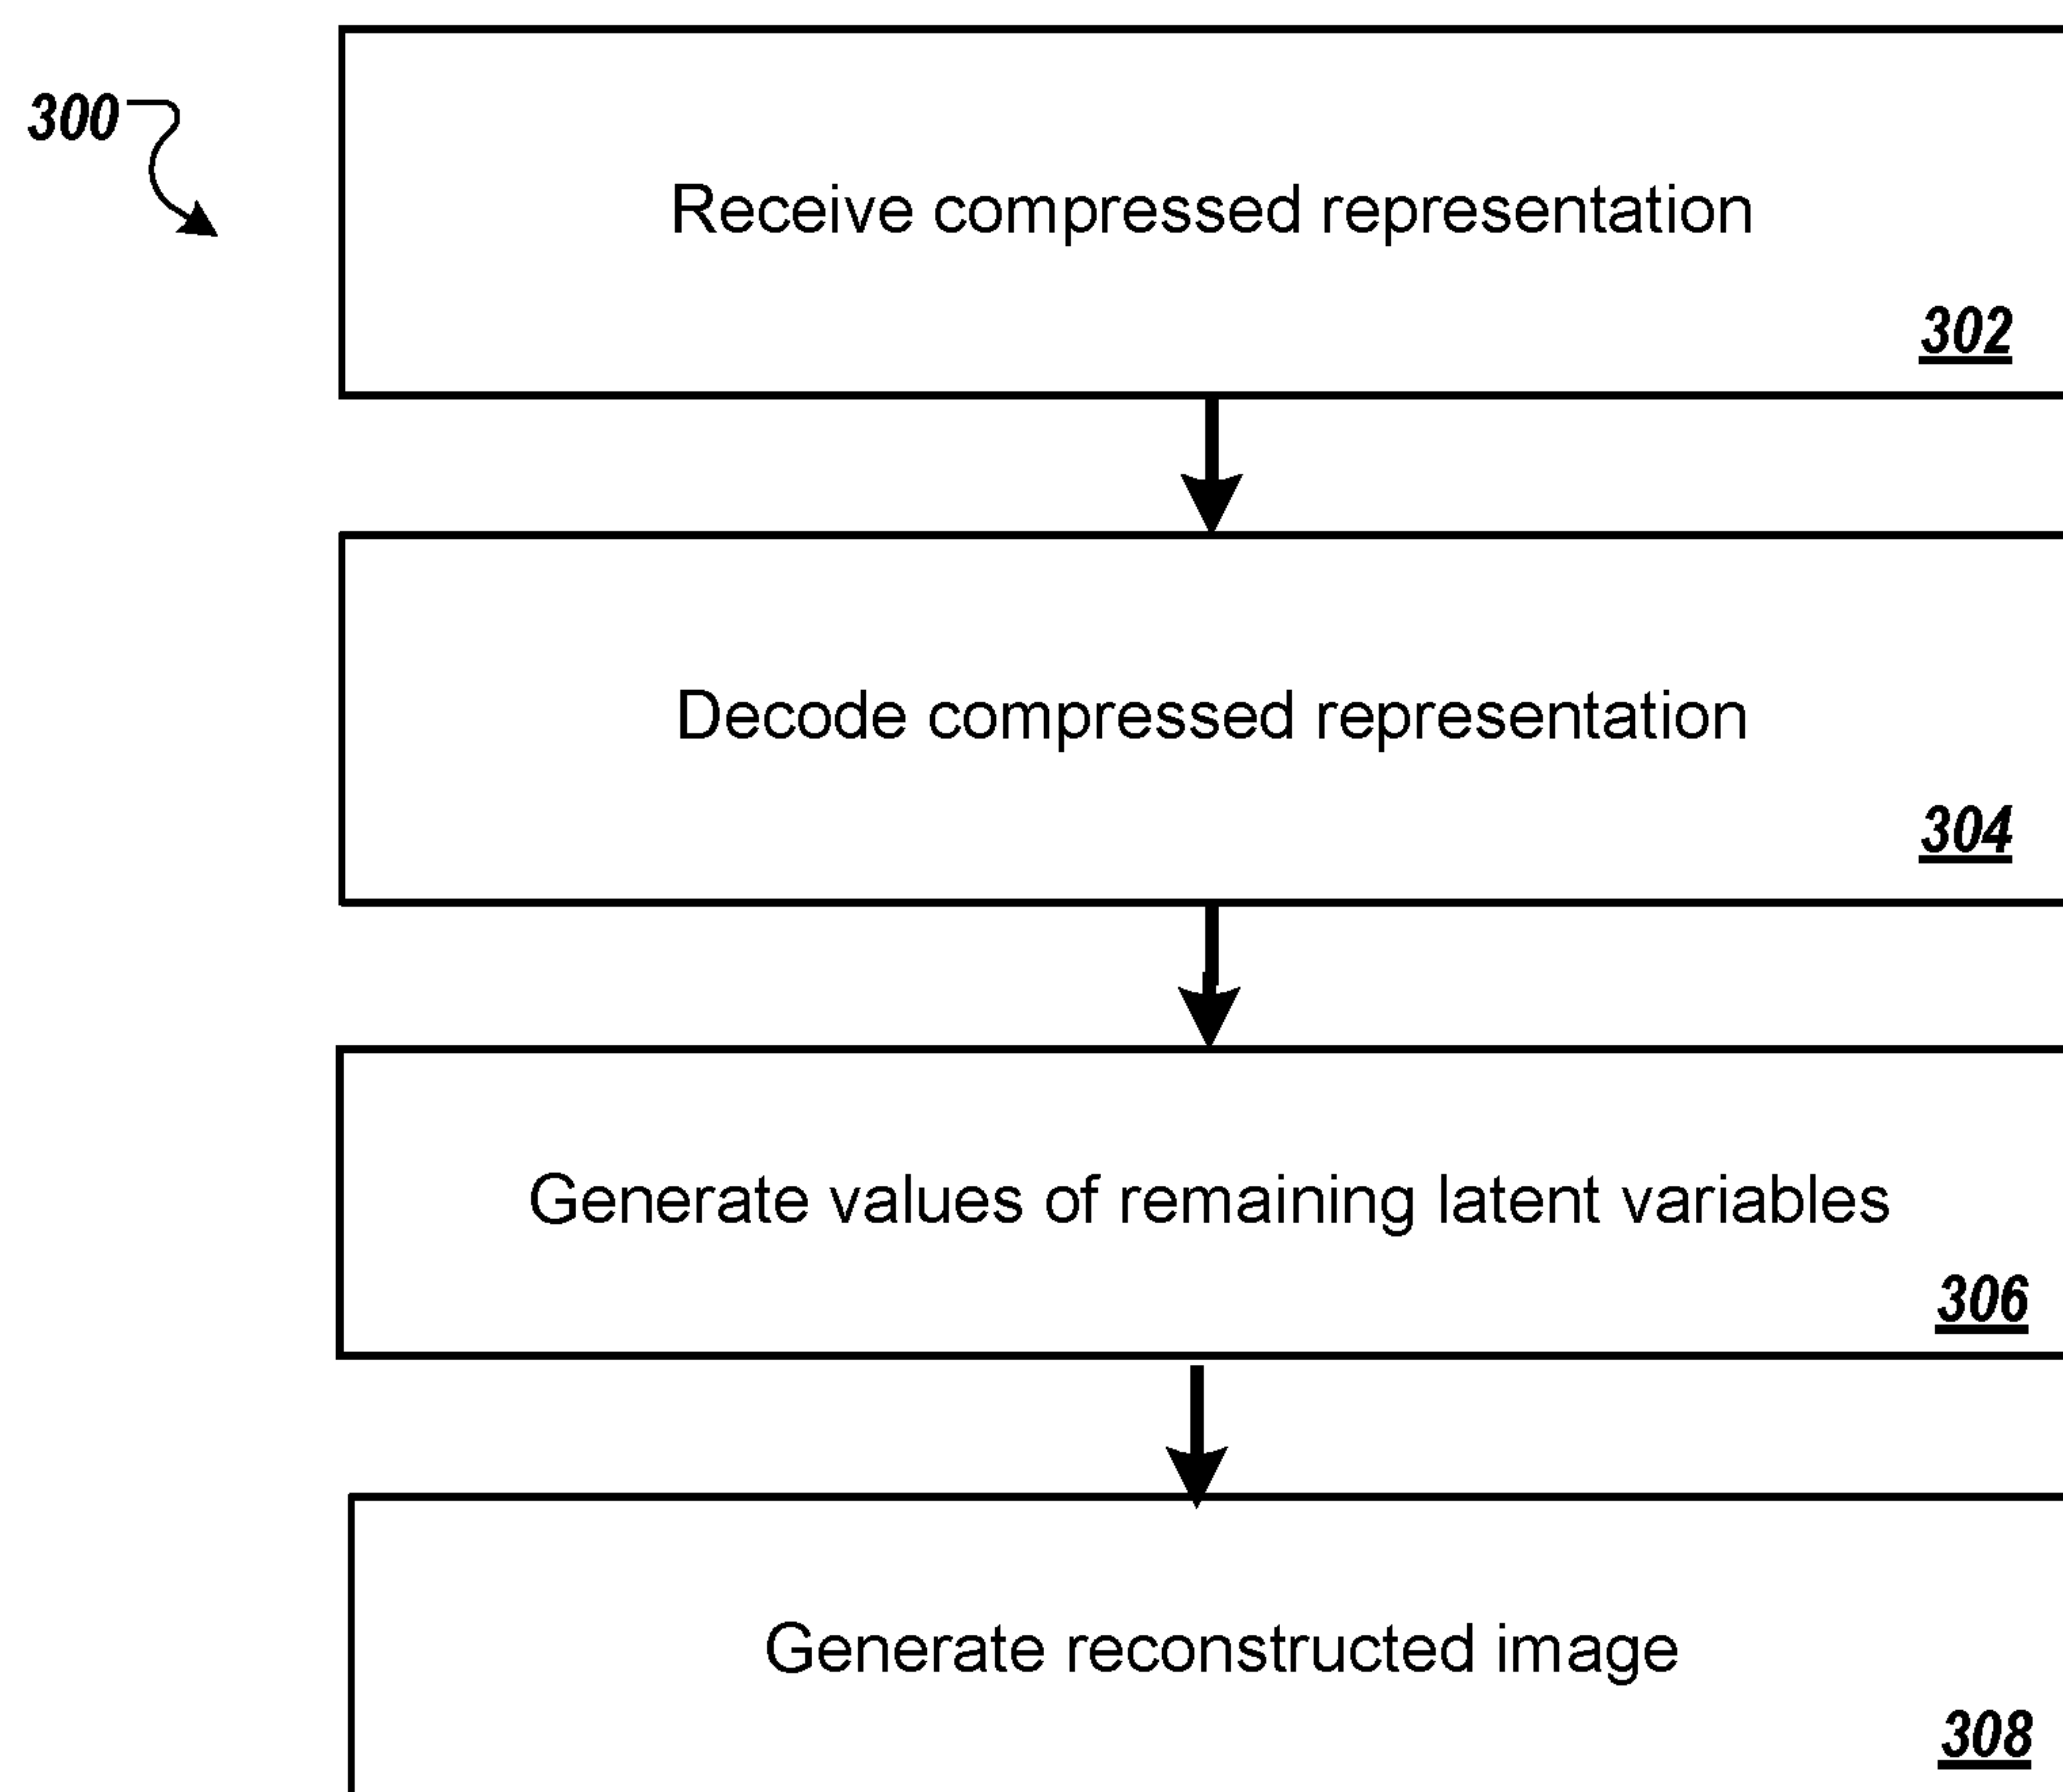 300
Receive compressed representation
302
Decode compressed representation
304
Generate values of remaining latent variables
306
Generate reconstructed image
308